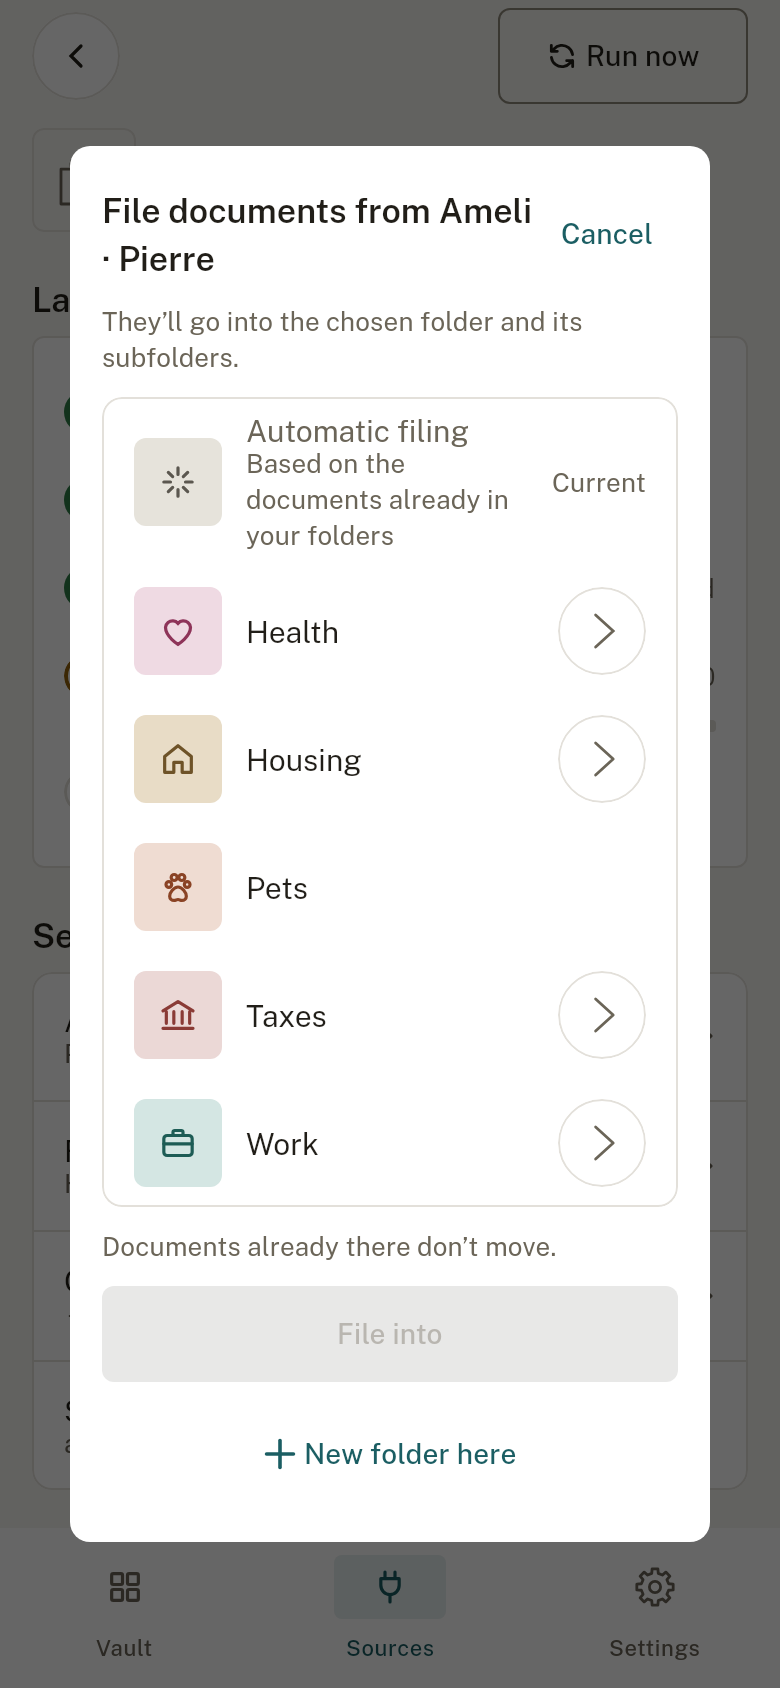 Run now
File documents from Ameli
· Pierre
Cancel
They’ll go into the chosen folder and its
subfolders.
Automatic filing
Based on the
documents already in
your folders
Current
Health
Housing
Pets
Taxes
Work
Documents already there don’t move.
File into
New folder here
Vault
Sources
Settings